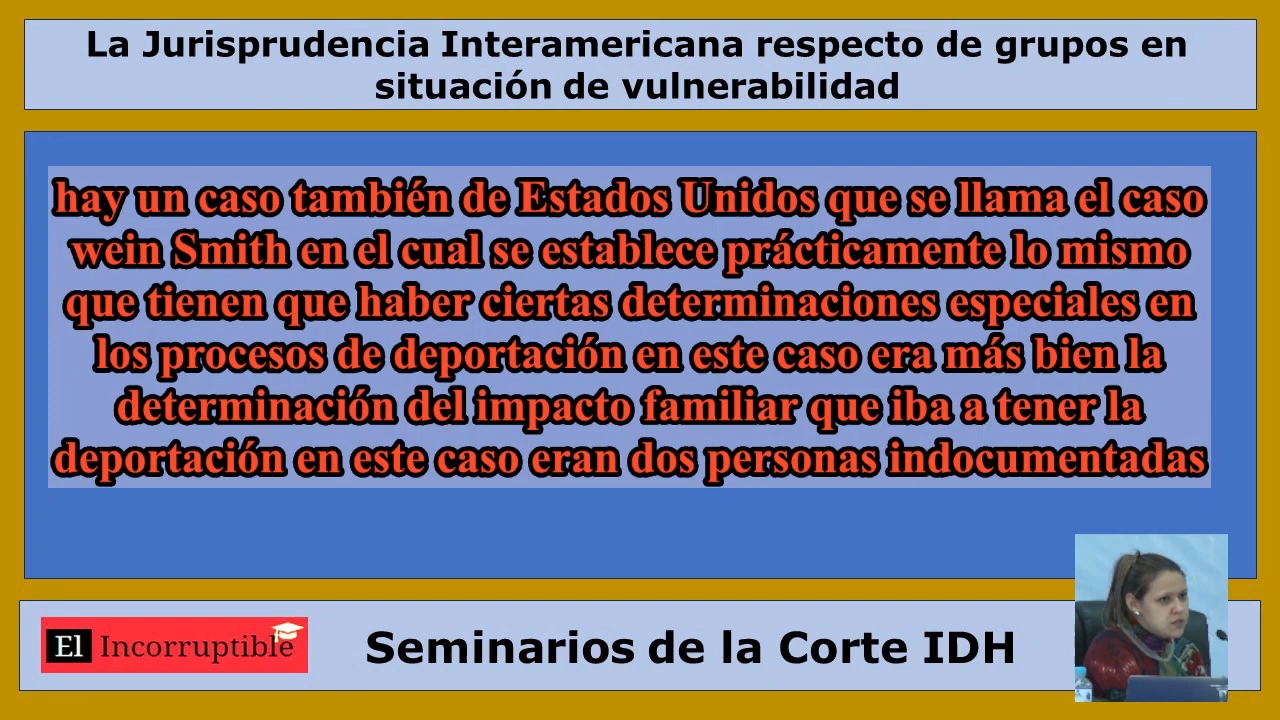 La Jurisprudencia Interamericana respecto de grupos en
situación de vulnerabilidad
hay un caso también de Estados Unidos que se llama el caso
wein Smith en el cual se establece prácticamente lo mismo
que tienen que haber ciertas determinaciones especiales en
los procesos de deportación en este caso era más bien la
determinación del impacto familiar que iba a tener la
deportación en este caso eran dos personas indocumentadas
El Incorruptible
Seminarios de la Corte IDH